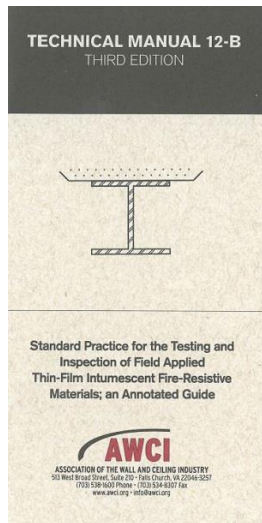 TECHNICAL MANUAL 12-B
THIRD EDITION
Standard Practice for the Testing and
Inspection of Field Applied
Thin-Film Intumescent Fire-Resistive
Materials; an Annotated Guide
AWCI
ASSOCIATION OF THE WALL AND CEILING INDUSTRY
513 West Broad Street, Suite 210 • Falls Church, VA 22046-3257
(703) 538-1600 Phone • (703) 534-8307 Fax
www.awci.org • info@awci.org